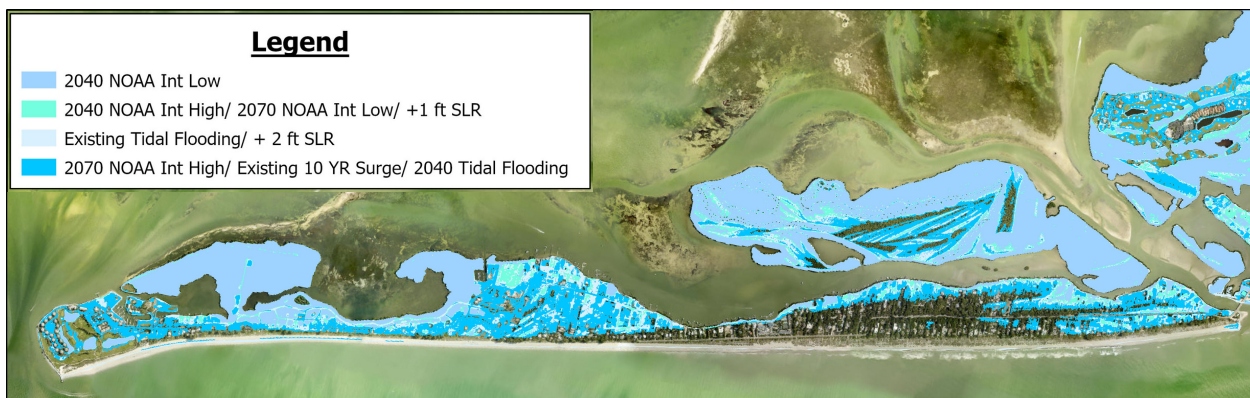 Legend
2040 NOAA Int Low
2040 NOAA Int High/ 2070 NOAA Int Low/ +1 ft SLR
Existing Tidal Flooding/ + 2 ft SLR
2070 NOAA Int High/ Existing 10 YR Surge/ 2040 Tidal Flooding